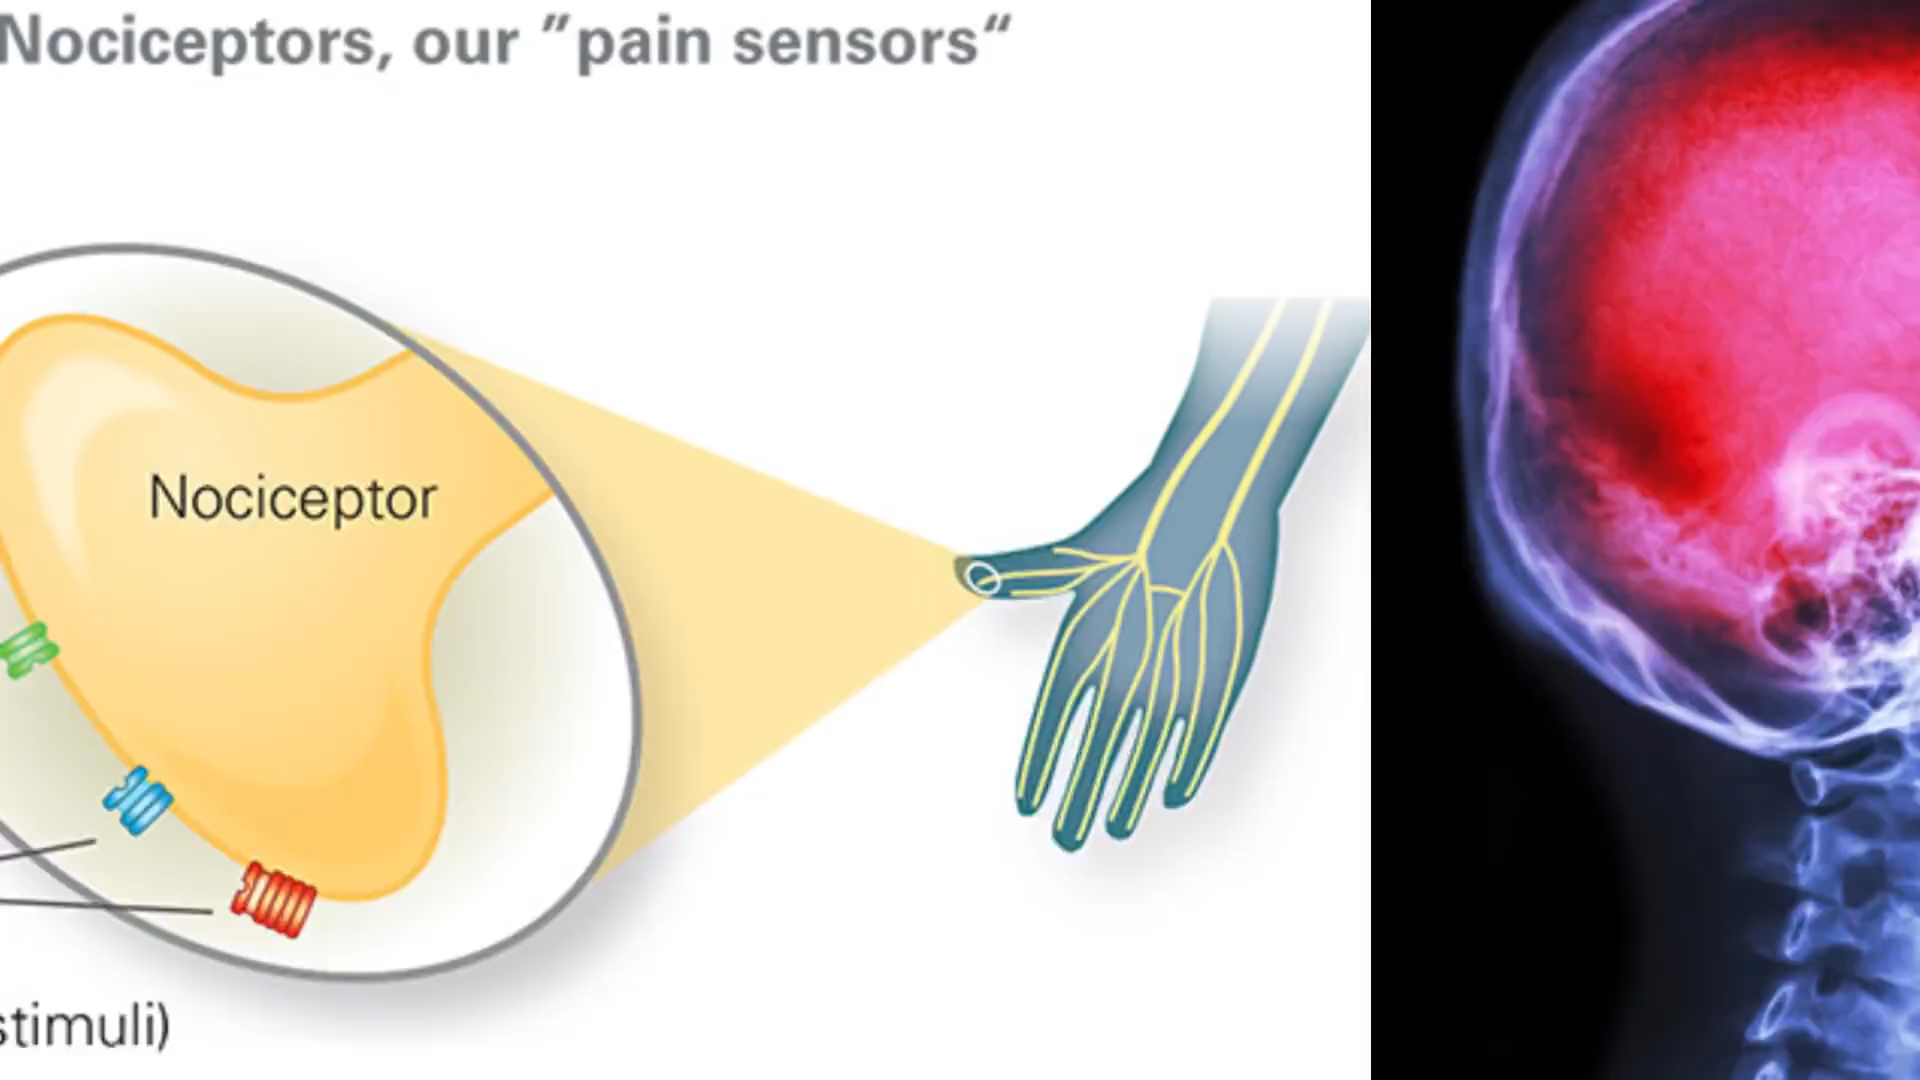 Nociceptors, our ”pain sensors“
Nociceptor
stimuli)